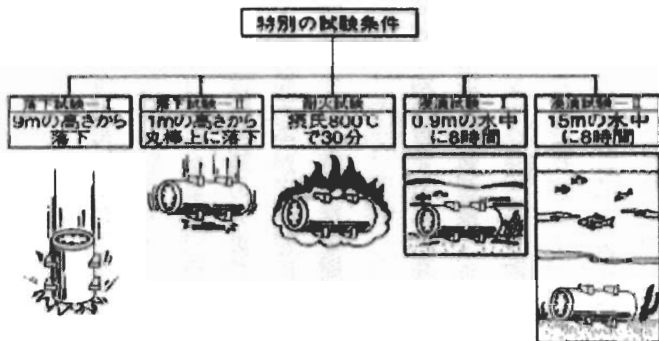 特別の試験条件
落下試験―Ⅰ
9mの高さから
落下
落下試験―Ⅱ
1mの高さから
丸棒上に落下
耐火試験
摂氏800℃
で30分
浸漬試験―Ⅰ
0.9mの水中
に8時間
浸漬試験―Ⅱ
15mの水中
に8時間